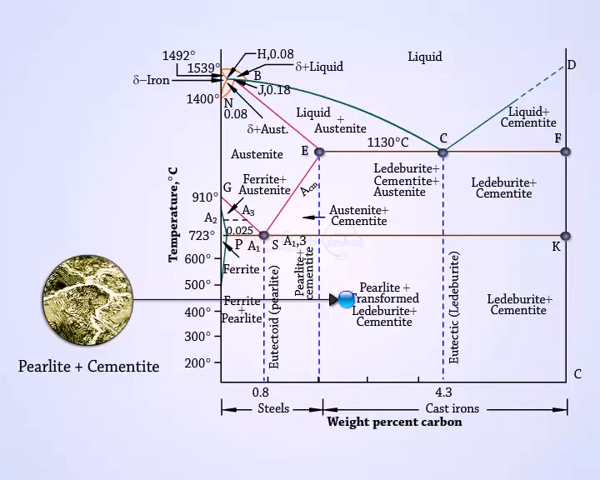 1492°
H,0.08
Liquid
1539°
B
δ+Liquid
D
δ−Iron
J,0.18
1400°
N
0.08
Liquid
+
Austenite
Liquid+
Cementite
δ+Aust.
1130°C
C
F
E
Austenite
Ledeburite+
Cementite+
Austenite
Ledeburite+
Cementite
Ferrite+
Austenite
G
Acm
910°
A3
A2
Austenite+
Cementite
0.025
723°
P
A1
S
A1,3
K
Temperature,°C
600°
Ferrite
500°
Pearlite+
cementite
Eutectoid (pearlite)
Eutectic (Ledeburite)
Ferrite
+
Pearlite
Pearlite +
Transformed
Ledeburite+
Cementite
Ledeburite+
Cementite
400°
300°
200°
Pearlite + Cementite
C
0.8
4.3
Steels
Cast irons
Weight percent carbon